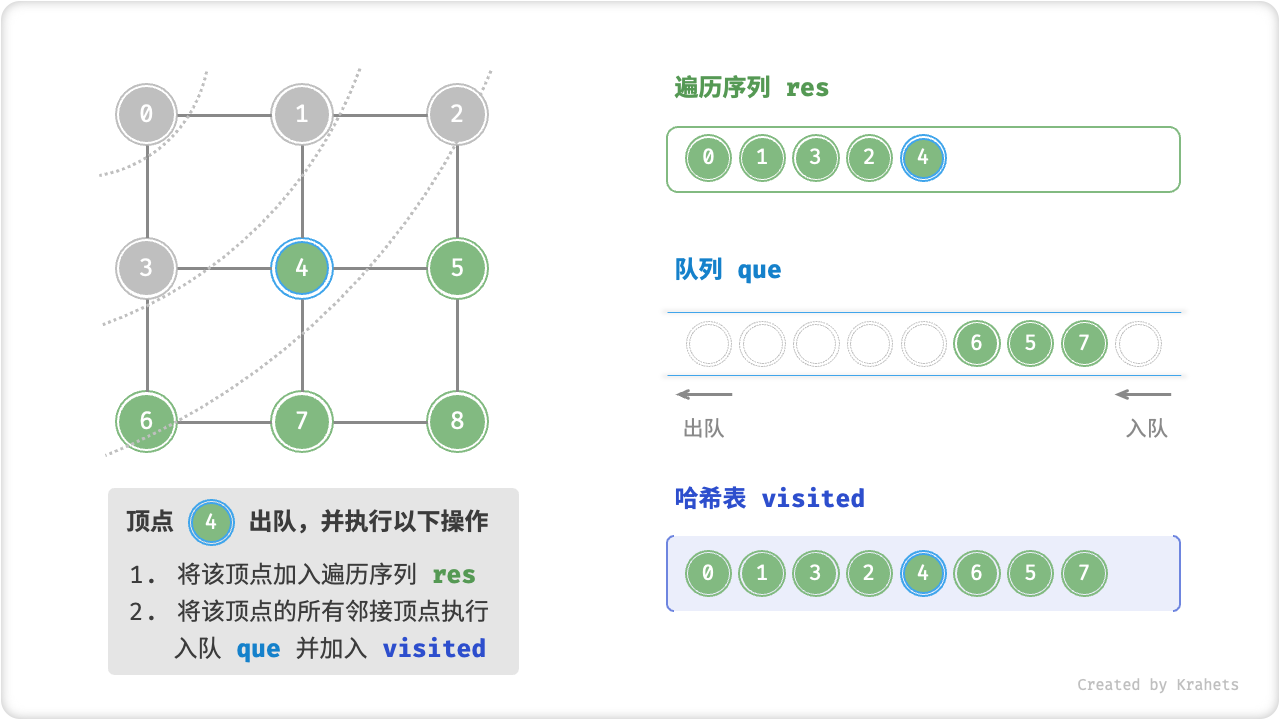 0 1 2
3 4 5
6 7 8
顶点 4 出队，并执行以下操作
1. 将该顶点加入遍历序列 res
2. 将该顶点的所有邻接顶点执行
入队 que 并加入 visited
遍历序列 res
0 1 3 2 4
队列 que
6 5 7
出队 入队
哈希表 visited
0 1 3 2 4 6 5 7
Created by Krahets